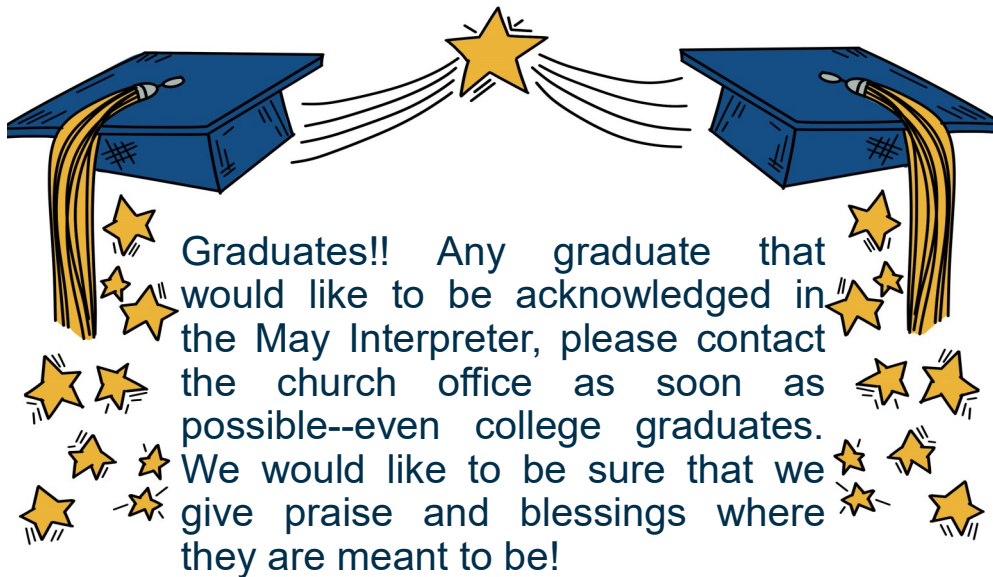 Graduates!! Any graduate that
would like to be acknowledged in
the May Interpreter, please contact
the church office as soon as
possible--even college graduates.
We would like to be sure that we
give praise and blessings where
they are meant to be!